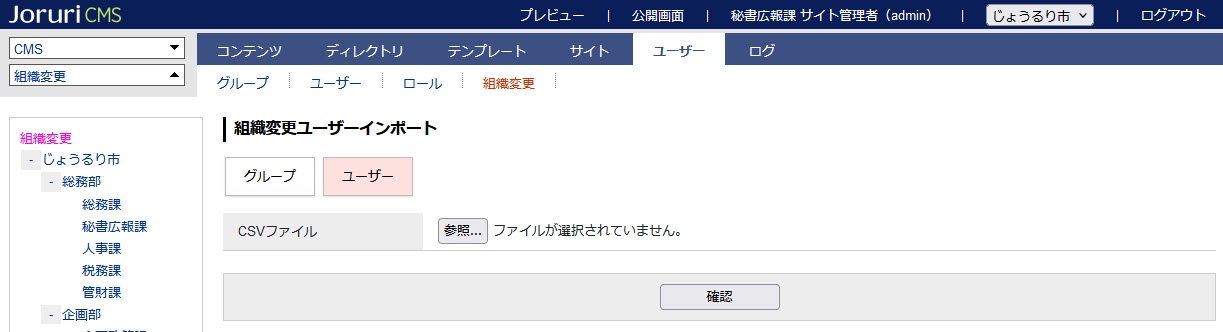 Joruri CMS プレビュー | 公開画面 | 秘書広報課 サイト管理者（admin） | じょうるり市 | ログアウト
CMS
組織変更
コンテンツ ディレクトリ テンプレート サイト ユーザー ログ
グループ ユーザー ロール 組織変更
組織変更
- じょうるり市
- 総務部
総務課
秘書広報課
人事課
税務課
管財課
- 企画部
組織変更ユーザーインポート
グループ ユーザー
CSVファイル 参照... ファイルが選択されていません。
確認